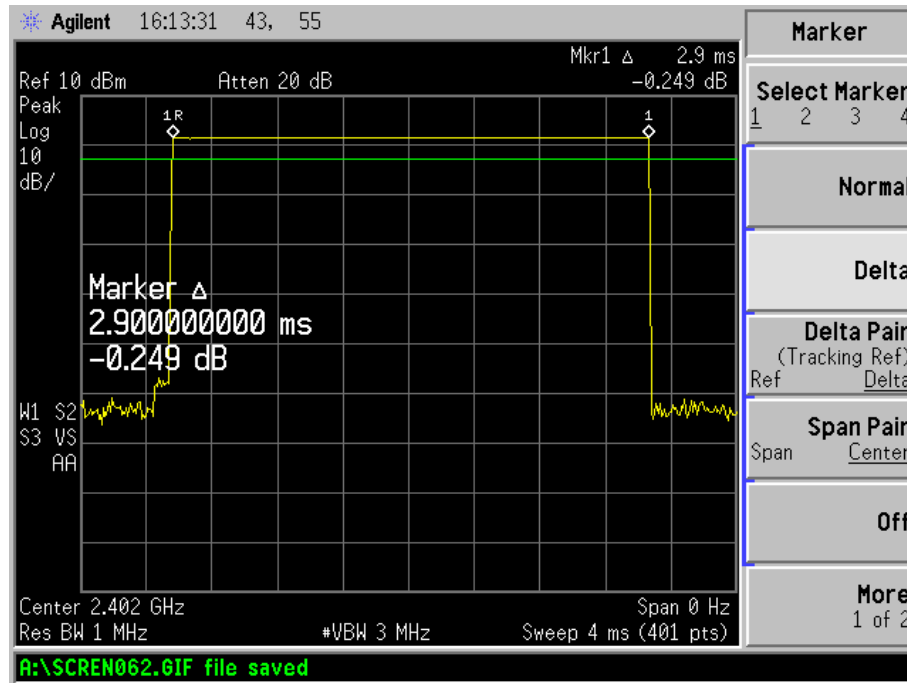 Agilent 16:13:31 43, 55
Marker
Mkr1 Δ 2.9 ms
Ref 10 dBm Atten 20 dB -0.249 dB
Peak
Log
10
dB/
1R
1
Marker Δ
2.900000000 ms
-0.249 dB
W1 S2
S3 VS
AA
Center 2.402 GHz Span 0 Hz
Res BW 1 MHz #VBW 3 MHz Sweep 4 ms (401 pts)
A:\SCREN062.GIF file saved
Select Marker
1 2 3 4
Normal
Delta
Delta Pair
(Tracking Ref)
Ref Delta
Span Pair
Span Center
Off
More
1 of 2